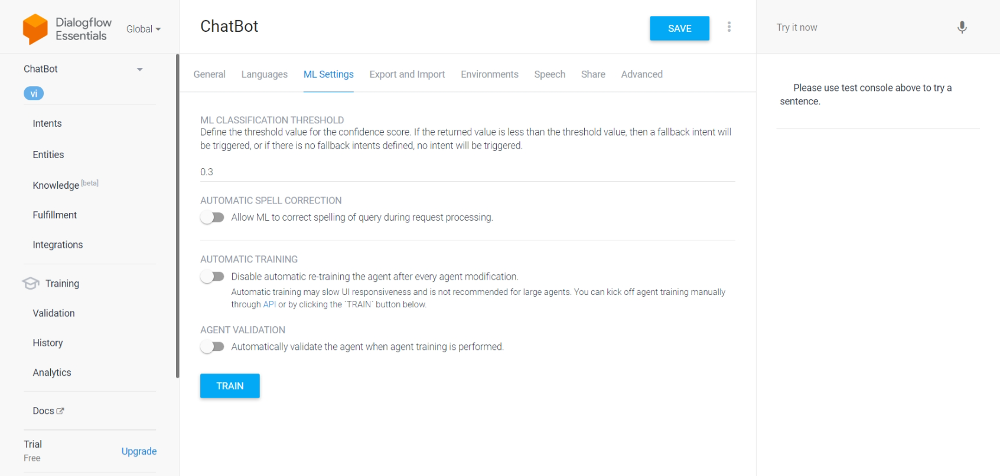 Dialogflow
Essentials
Global
ChatBot
vi
Intents
Entities
Knowledge [beta]
Fulfillment
Integrations
Training
Validation
History
Analytics
Docs
Trial
Free
Upgrade
ChatBot
SAVE
General Languages ML Settings Export and Import Environments Speech Share Advanced
ML CLASSIFICATION THRESHOLD
Define the threshold value for the confidence score. If the returned value is less than the threshold value, then a fallback intent will
be triggered, or if there is no fallback intents defined, no intent will be triggered.
0.3
AUTOMATIC SPELL CORRECTION
Allow ML to correct spelling of query during request processing.
AUTOMATIC TRAINING
Disable automatic re-training the agent after every agent modification.
Automatic training may slow UI responsiveness and is not recommended for large agents. You can kick off agent training manually
through API or by clicking the `TRAIN` button below.
AGENT VALIDATION
Automatically validate the agent when agent training is performed.
TRAIN
Try it now
Please use test console above to try a
sentence.